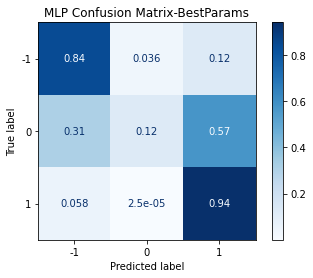 MLP Confusion Matrix-BestParams
-1 0.84 0.036 0.12
0 0.31 0.12 0.57
1 0.058 2.5e-05 0.94
-1 0 1
True label
Predicted label
0.8
0.6
0.4
0.2